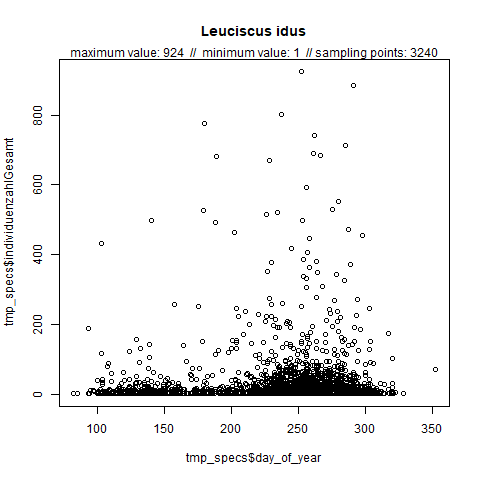 Leuciscus idus
maximum value: 924 // minimum value: 1 // sampling points: 3240
tmp_specs$individuenzahlGesamt
800
600
400
200
0
100 150 200 250 300 350
tmp_specs$day_of_year